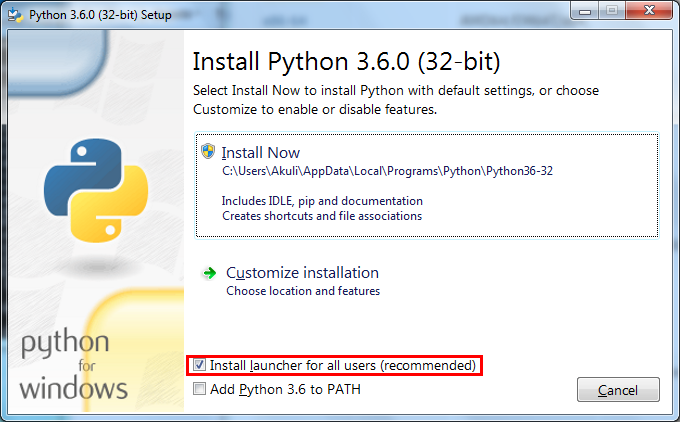 Python 3.6.0 (32-bit) Setup
Install Python 3.6.0 (32-bit)
Select Install Now to install Python with default settings, or choose
Customize to enable or disable features.
Install Now
C:\Users\Akuli\AppData\Local\Programs\Python\Python36-32
Includes IDLE, pip and documentation
Creates shortcuts and file associations
Customize installation
Choose location and features
Install launcher for all users (recommended)
Add Python 3.6 to PATH
Cancel
python
for
windows